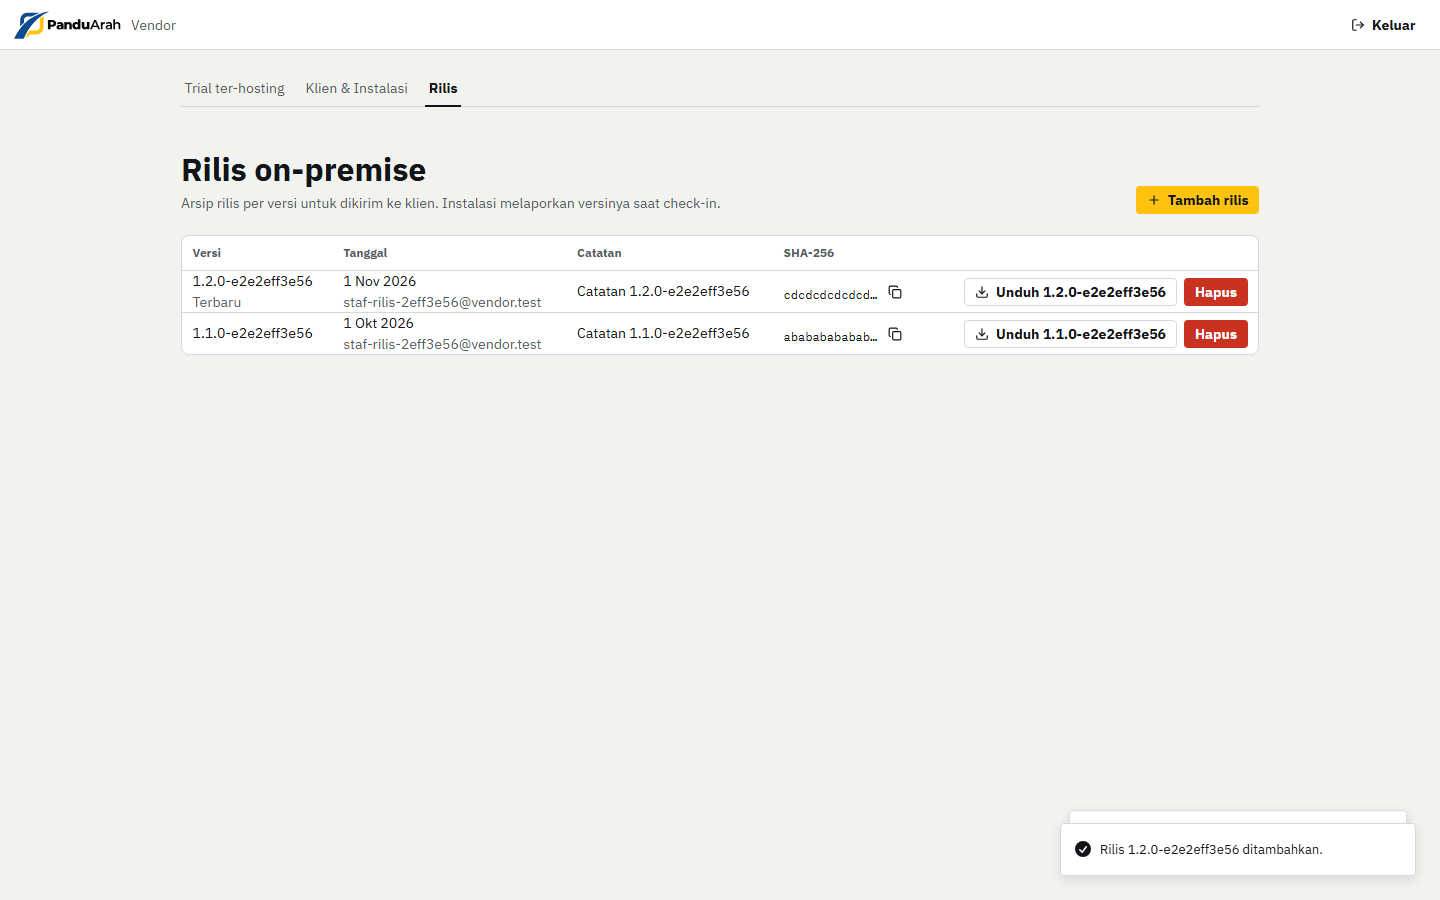 PanduArah Vendor
Keluar
Trial ter-hosting Klien & Instalasi Rilis
Rilis on-premise
Arsip rilis per versi untuk dikirim ke klien. Instalasi melaporkan versinya saat check-in.
Tambah rilis
Versi Tanggal Catatan SHA-256
1.2.0-e2e2eff3e56
Terbaru
1 Nov 2026
staf-rilis-2eff3e56@vendor.test
Catatan 1.2.0-e2e2eff3e56
cdcdcdcdcdcd…
Unduh 1.2.0-e2e2eff3e56
Hapus
1.1.0-e2e2eff3e56
1 Okt 2026
staf-rilis-2eff3e56@vendor.test
Catatan 1.1.0-e2e2eff3e56
abababababab…
Unduh 1.1.0-e2e2eff3e56
Hapus
Rilis 1.2.0-e2e2eff3e56 ditambahkan.